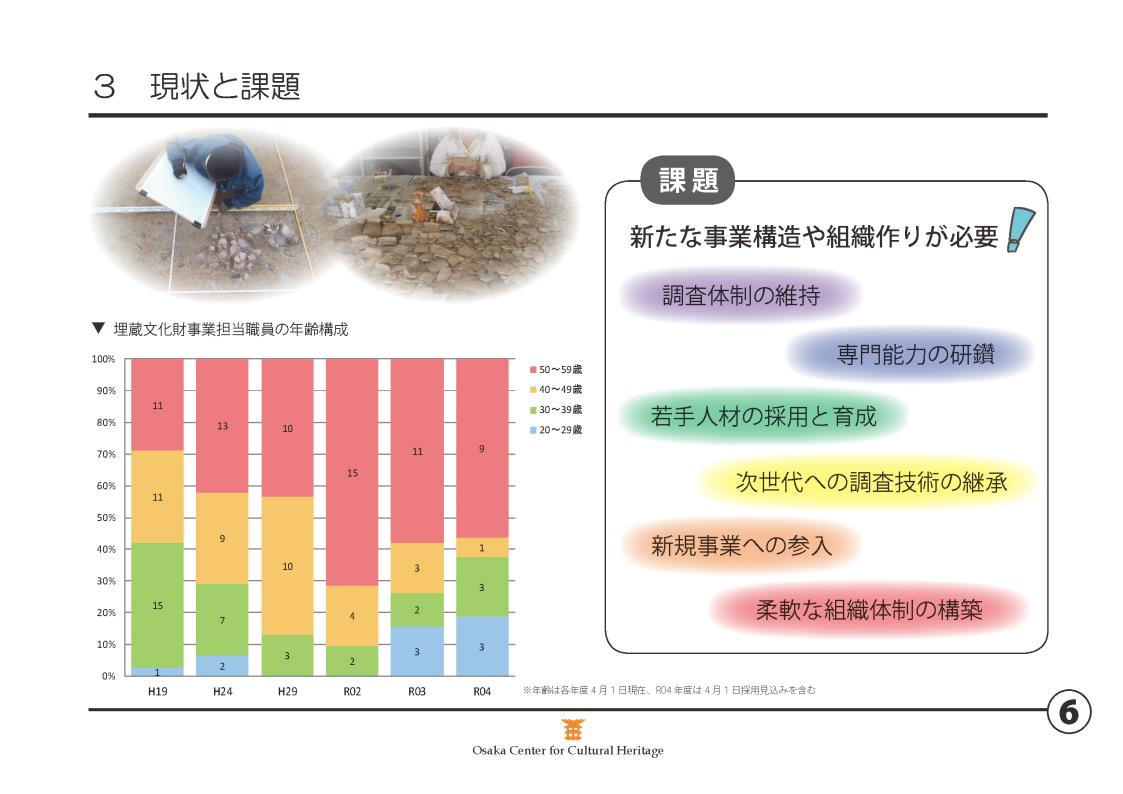 3　現状と課題
課題
新たな事業構造や組織作りが必要
調査体制の維持
専門能力の研鑽
若手人材の採用と育成
次世代への調査技術の継承
新規事業への参入
柔軟な組織体制の構築
▼ 埋蔵文化財事業担当職員の年齢構成
100%
90%
80%
70%
60%
50%
40%
30%
20%
10%
0%
11
11
15
1
13
9
7
2
10
10
3
15
4
2
11
3
2
3
9
1
3
3
H19 H24 H29 R02 R03 R04
50～59歳
40～49歳
30～39歳
20～29歳
※年齢は各年度4月1日現在、R04年度は4月1日採用見込みを含む
6
Osaka Center for Cultural Heritage